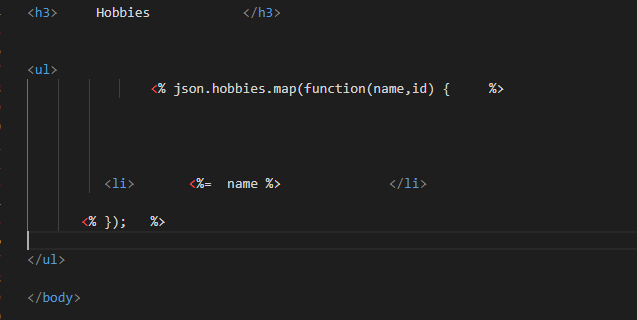 <h3>     Hobbies            </h3>
<ul>
<% json.hobbies.map(function(name,id) {     %>
<li>       <%=  name %>              </li>
<% });   %>
</ul>
</body>